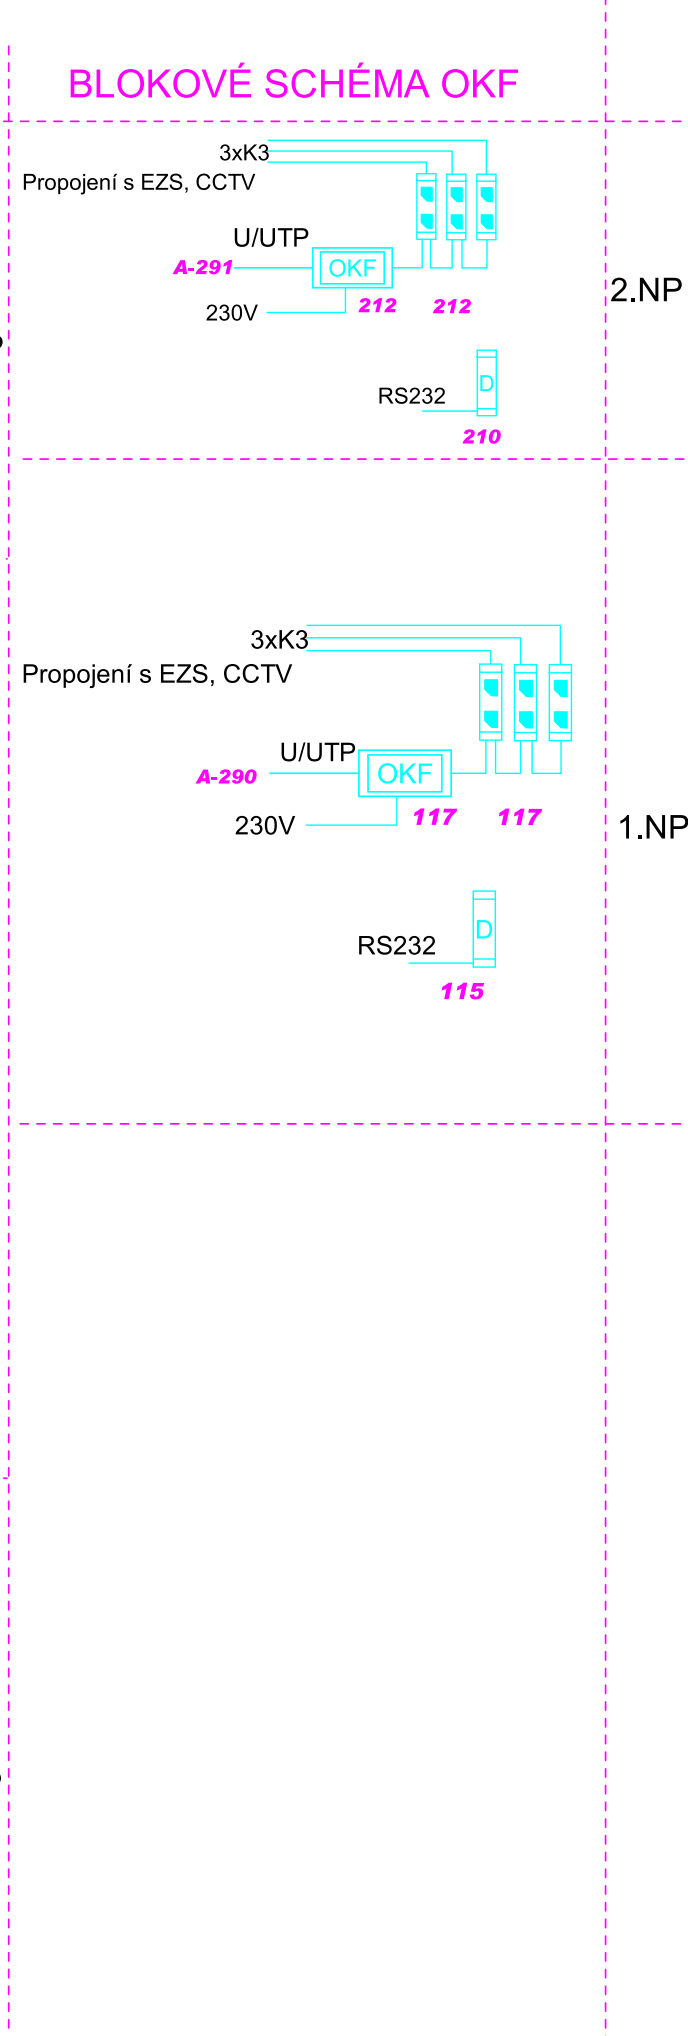 BLOKOVÉ SCHÉMA OKF
3xK3
Propojení s EZS, CCTV
U/UTP
A-291
OKF
212
212
230V
2.NP
RS232
D
210
3xK3
Propojení s EZS, CCTV
U/UTP
A-290
OKF
117
117
230V
1.NP
RS232
D
115